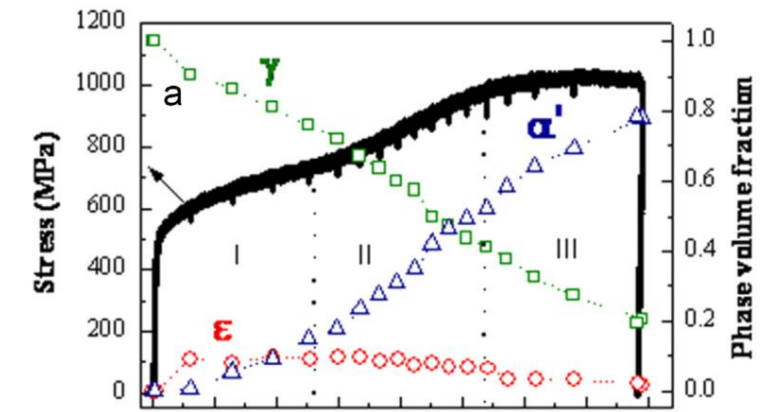 1200
1000
800
600
400
200
0
Stress (MPa)
a
γ
α'
ε
I
II
III
1.0
0.8
0.6
0.4
0.2
0.0
Phase volume fraction